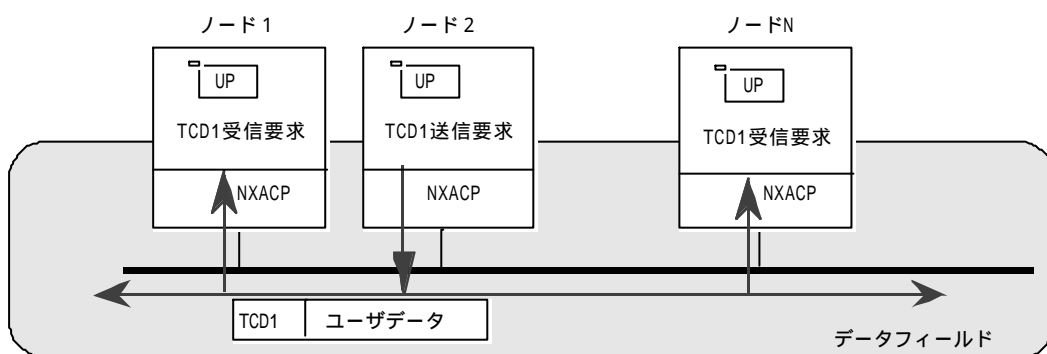 ノード1 ノード2 ノードN
UP UP UP
TCD1受信要求 TCD1送信要求 TCD1受信要求
NXACP NXACP NXACP
TCD1 ユーザデータ
データフィールド